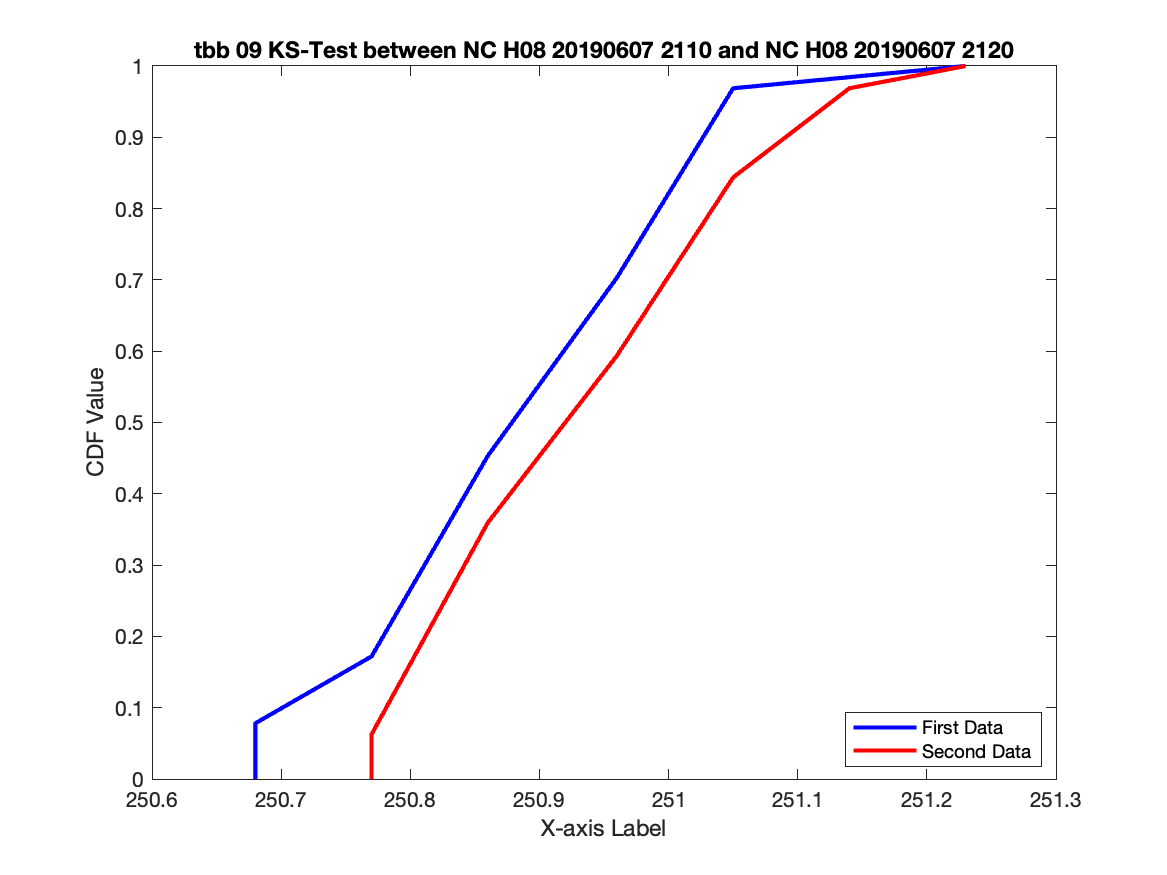 tbb 09 KS-Test between NC H08 20190607 2110 and NC H08 20190607 2120
1
0.9
0.8
0.7
0.6
0.5
0.4
0.3
0.2
0.1
0
CDF Value
First Data
Second Data
250.6 250.7 250.8 250.9 251 251.1 251.2 251.3
X-axis Label